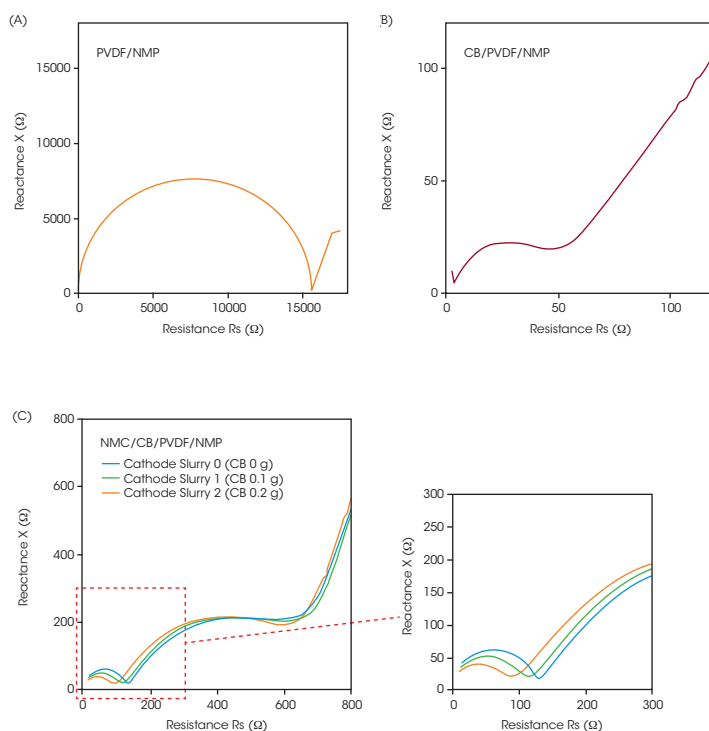 (A)
PVDF/NMP
15000
10000
5000
0
Reactance X (Ω)
0 5000 10000 15000
Resistance Rs (Ω)
B)
CB/PVDF/NMP
100
50
0
Reactance X (Ω)
0 50 100
Resistance Rs (Ω)
(C)
NMC/CB/PVDF/NMP
Cathode Slurry 0 (CB 0 g)
Cathode Slurry 1 (CB 0.1 g)
Cathode Slurry 2 (CB 0.2 g)
800
600
400
200
0
Reactance X (Ω)
0 200 400 600 800
Resistance Rs (Ω)
300
250
200
150
100
50
0
Reactance X (Ω)
0 100 200 300
Resistance Rs (Ω)